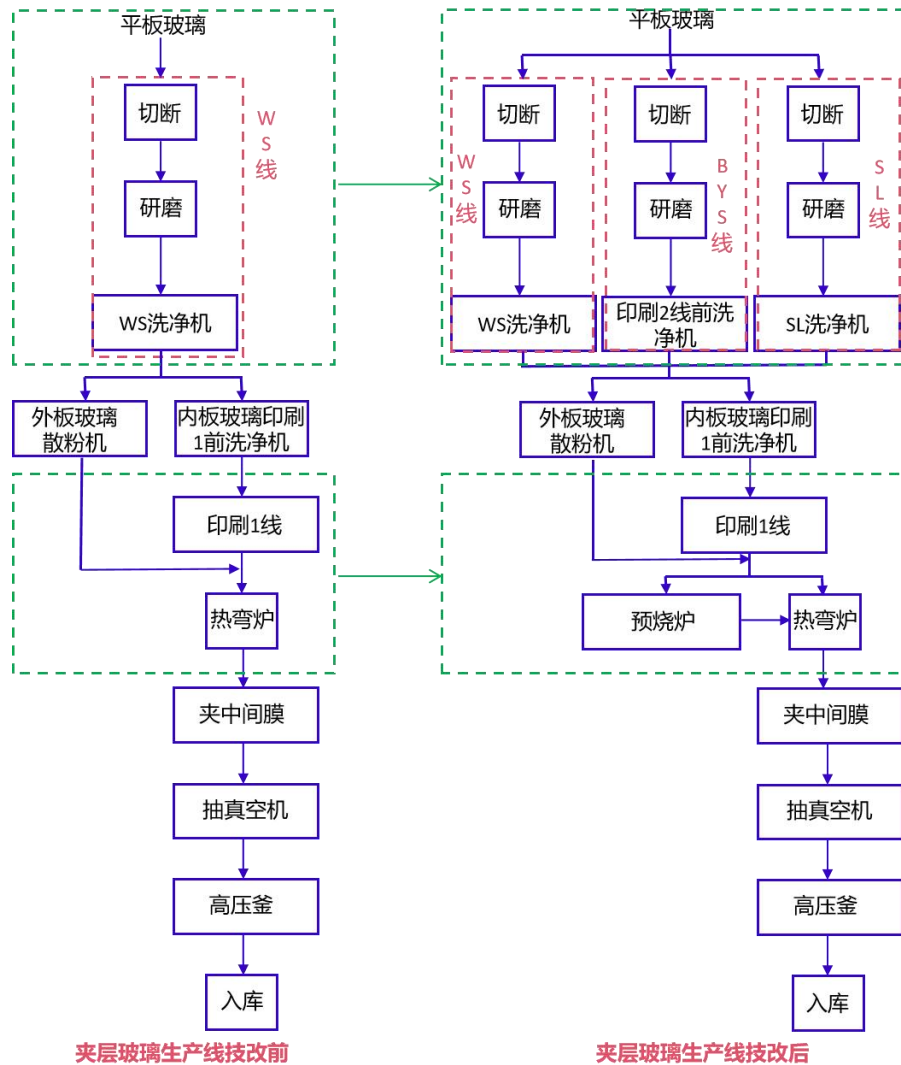 平板玻璃
切断
研磨
WS洗净机
W
S
线
外板玻璃
散粉机
内板玻璃印刷
1前洗净机
印刷1线
热弯炉
夹中间膜
抽真空机
高压釜
入库
夹层玻璃生产线技改前
平板玻璃
切断
研磨
WS洗净机
W
S
线
切断
研磨
印刷2线前洗
净机
B
Y
S
线
切断
研磨
SL洗净机
S
L
线
外板玻璃
散粉机
内板玻璃印刷
1前洗净机
印刷1线
预烧炉
热弯炉
夹中间膜
抽真空机
高压釜
入库
夹层玻璃生产线技改后